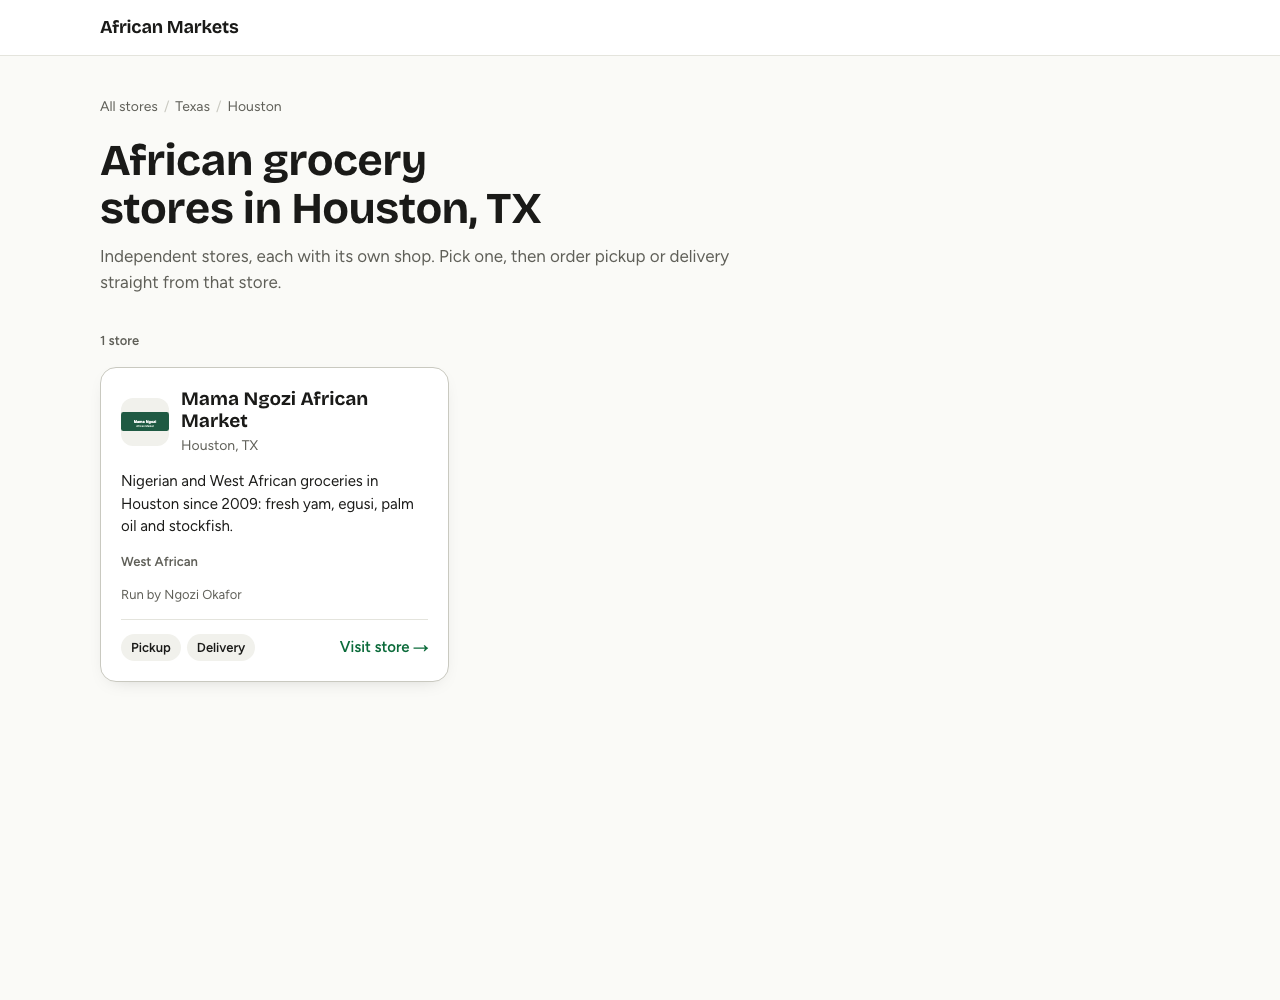 African Markets
All stores / Texas / Houston
African grocery
stores in Houston, TX
Independent stores, each with its own shop. Pick one, then order pickup or delivery
straight from that store.
1 store
Mama Ngozi
Mama Ngozi African
Market
Houston, TX
Nigerian and West African groceries in
Houston since 2009: fresh yam, egusi, palm
oil and stockfish.
West African
Run by Ngozi Okafor
Pickup Delivery Visit store →